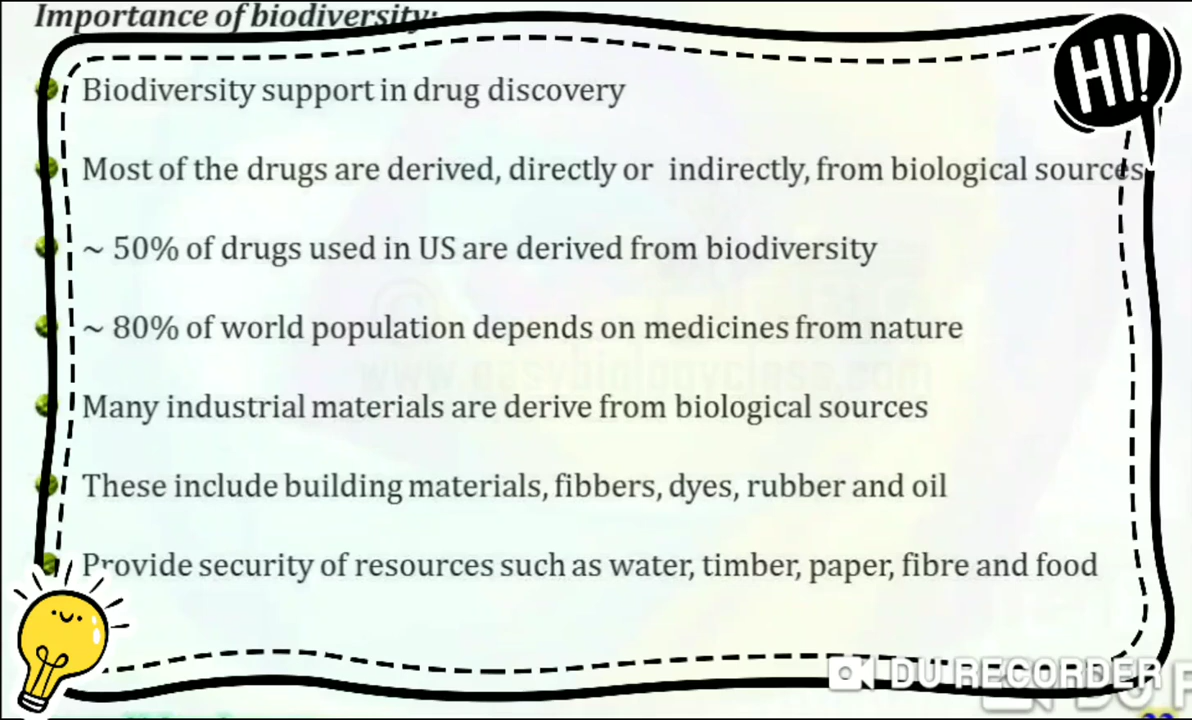 Importance of biodiversity:
HI!
Biodiversity support in drug discovery
Most of the drugs are derived, directly or indirectly, from biological sources
~ 50% of drugs used in US are derived from biodiversity
~ 80% of world population depends on medicines from nature
www.easybiologyclass.com
Many industrial materials are derive from biological sources
These include building materials, fibbers, dyes, rubber and oil
Provide security of resources such as water, timber, paper, fibre and food
DU RECORDER